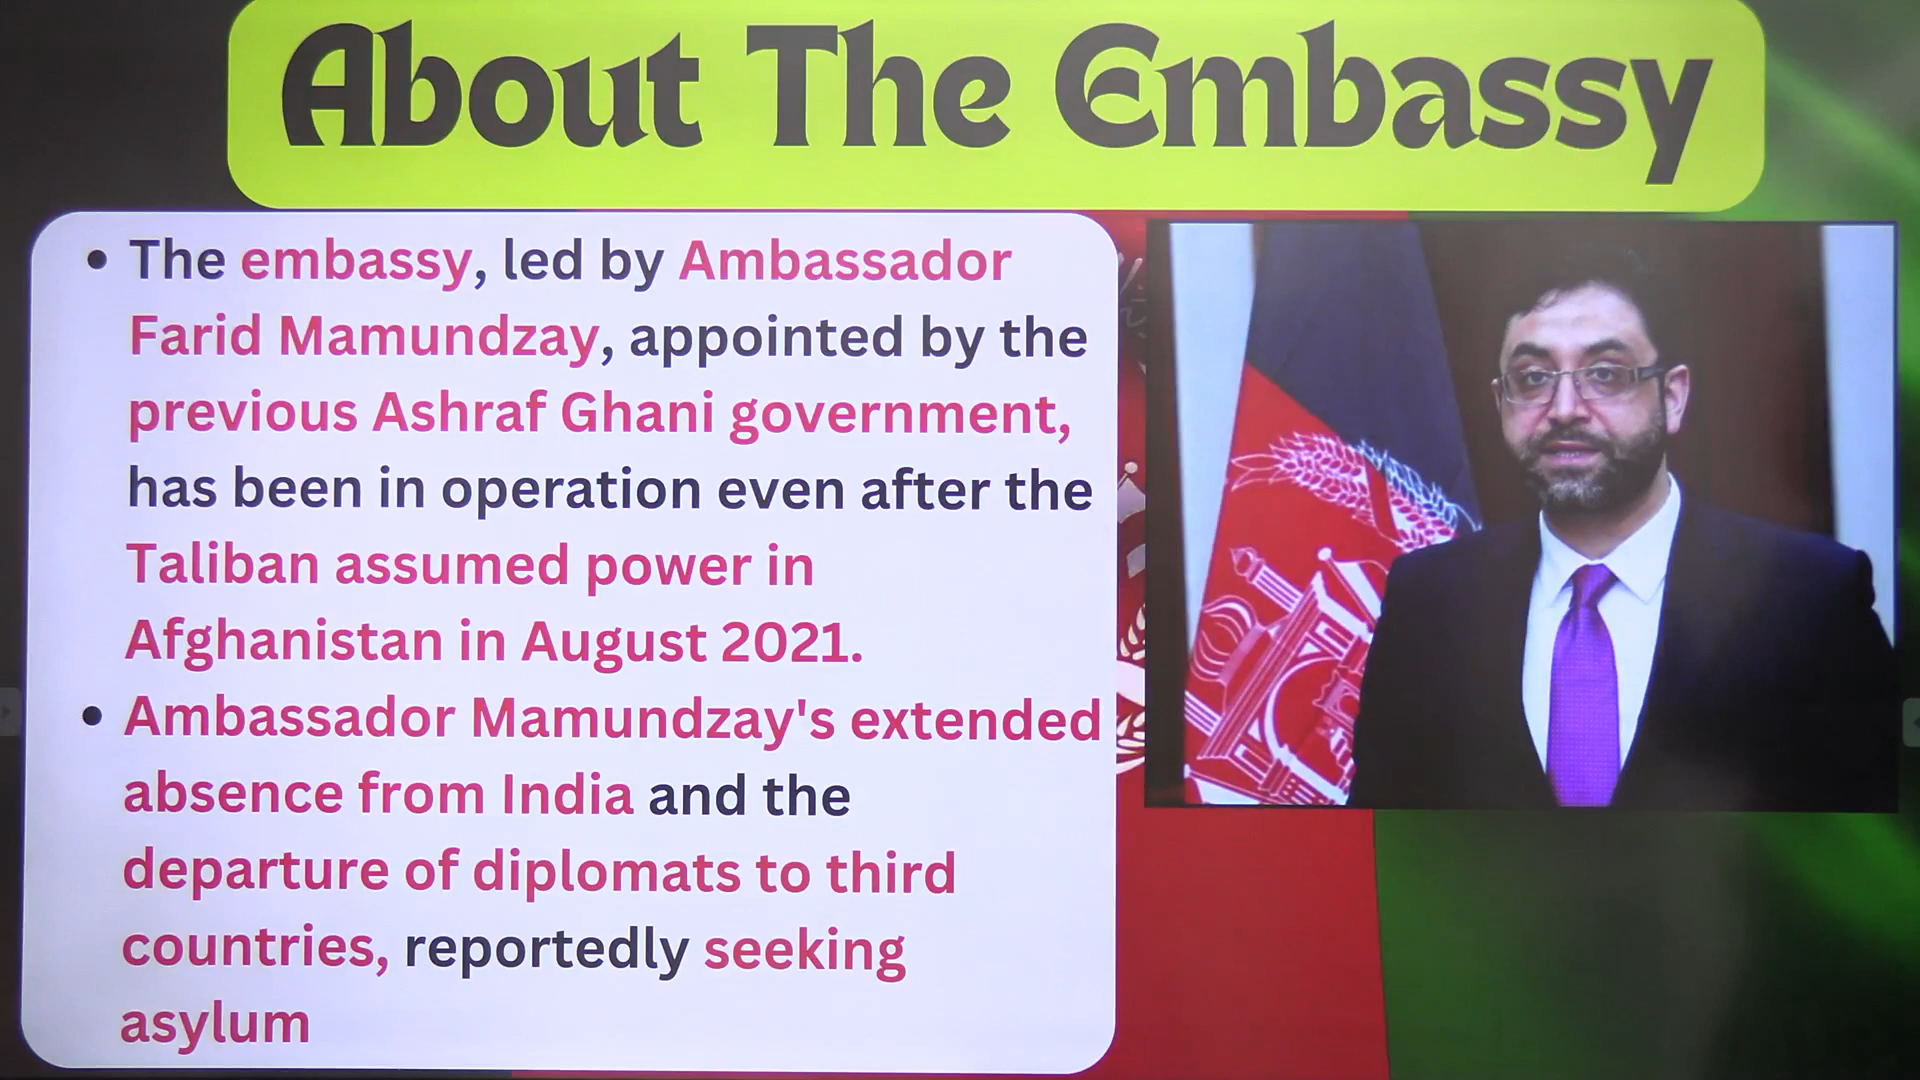 About The Embassy
• The embassy, led by Ambassador
Farid Mamundzay, appointed by the
previous Ashraf Ghani government,
has been in operation even after the
Taliban assumed power in
Afghanistan in August 2021.
• Ambassador Mamundzay's extended
absence from India and the
departure of diplomats to third
countries, reportedly seeking
asylum